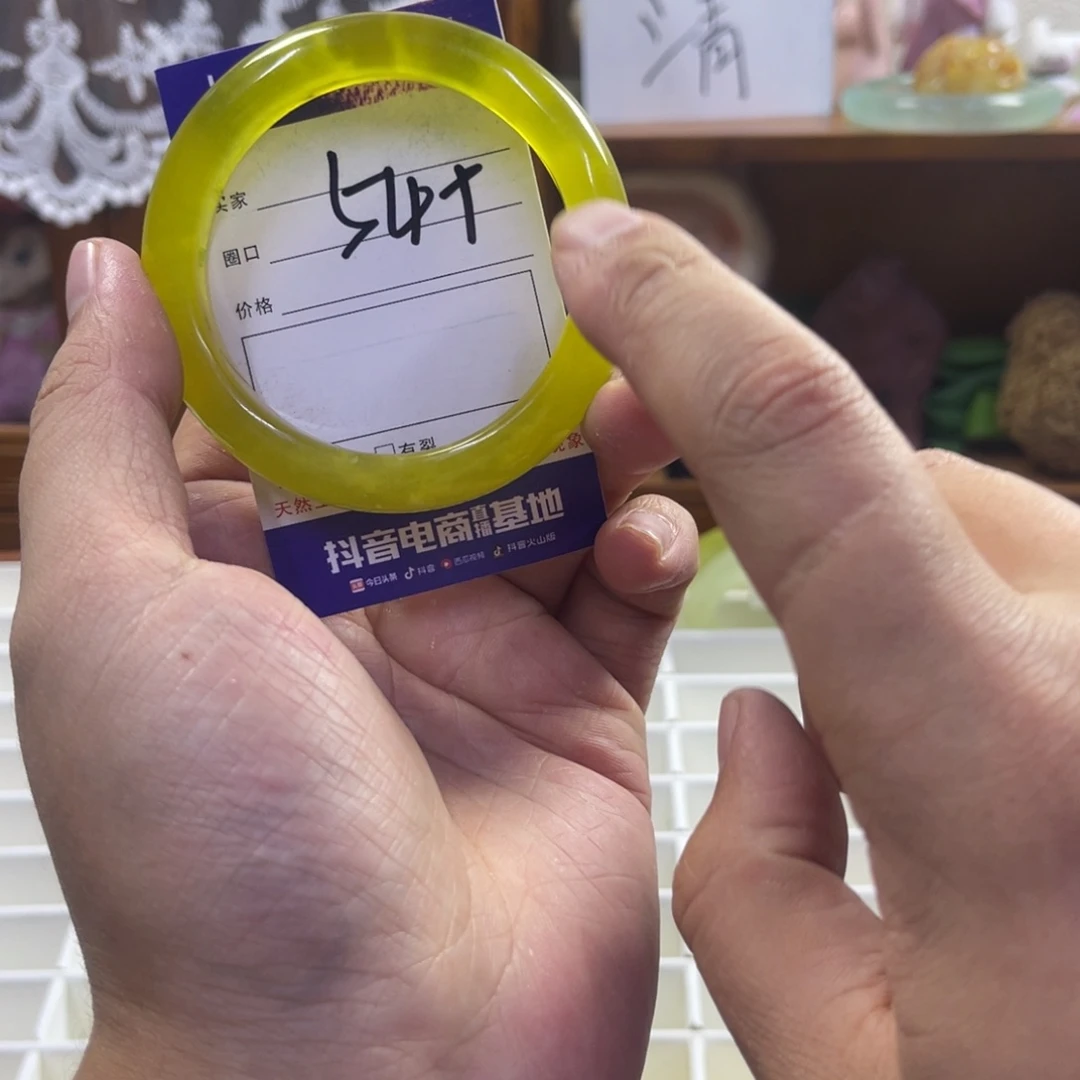 清
买家
54+
圈口
价格
有裂
天然
抖音电商直播基地
今日头条 抖音 西瓜视频 抖音火山版